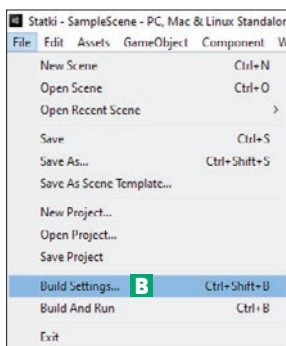 Statki - SampleScene - PC, Mac & Linux Standalon
File Edit Assets GameObject Component W
New Scene Ctrl+N
Open Scene Ctrl+O
Open Recent Scene >
Save Ctrl+S
Save As... Ctrl+Shift+S
Save As Scene Template...
New Project...
Open Project...
Save Project
Build Settings... B Ctrl+Shift+B
Build And Run Ctrl+B
Exit